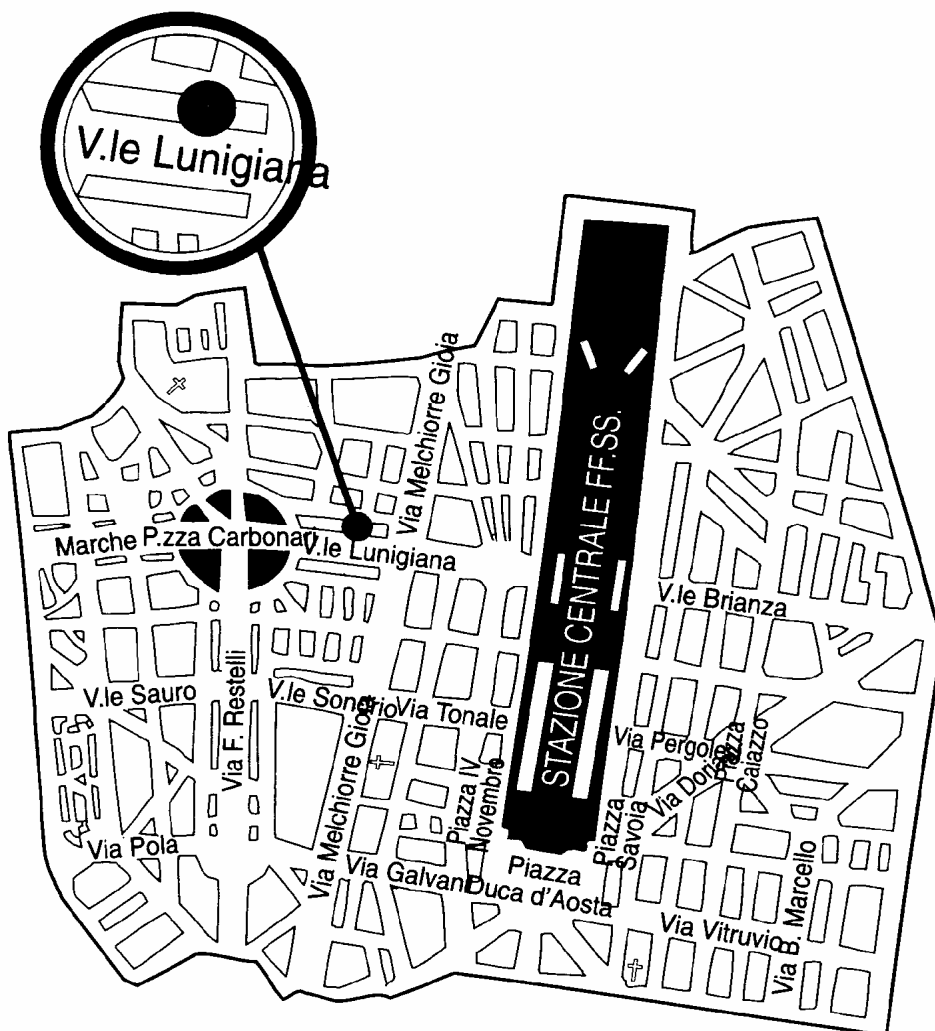 V.le Lunigiana
Via Melchiorre Gioia
STAZIONE CENTRALE FF.SS.
Marche
P.zza Carbonari
V.le Lunigiana
V.le Brianza
V.le Sauro
Via F. Restelli
V.le Sondrio
Via Tonale
Via Melchiorre Gioia
Piazza IV
Novembre
Via Pergole
Via Donao
Piazza
Caiazzo
Piazza
Savoia
Via Pola
Via Galvani
Piazza
Duca d'Aosta
Via Vitruvio
Via B. Marcello